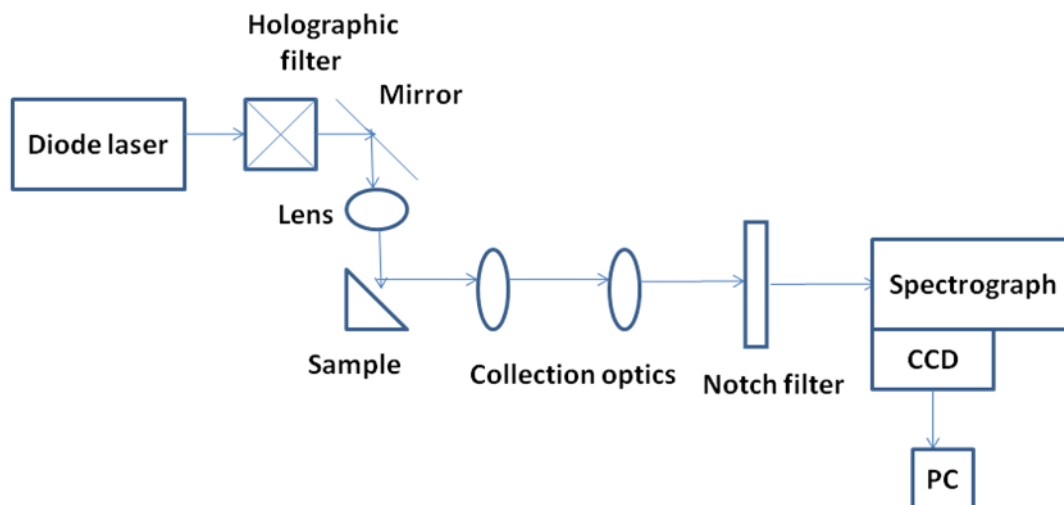 Holographic
filter
Mirror
Diode laser
Lens
Sample
Collection optics
Notch filter
Spectrograph
CCD
PC